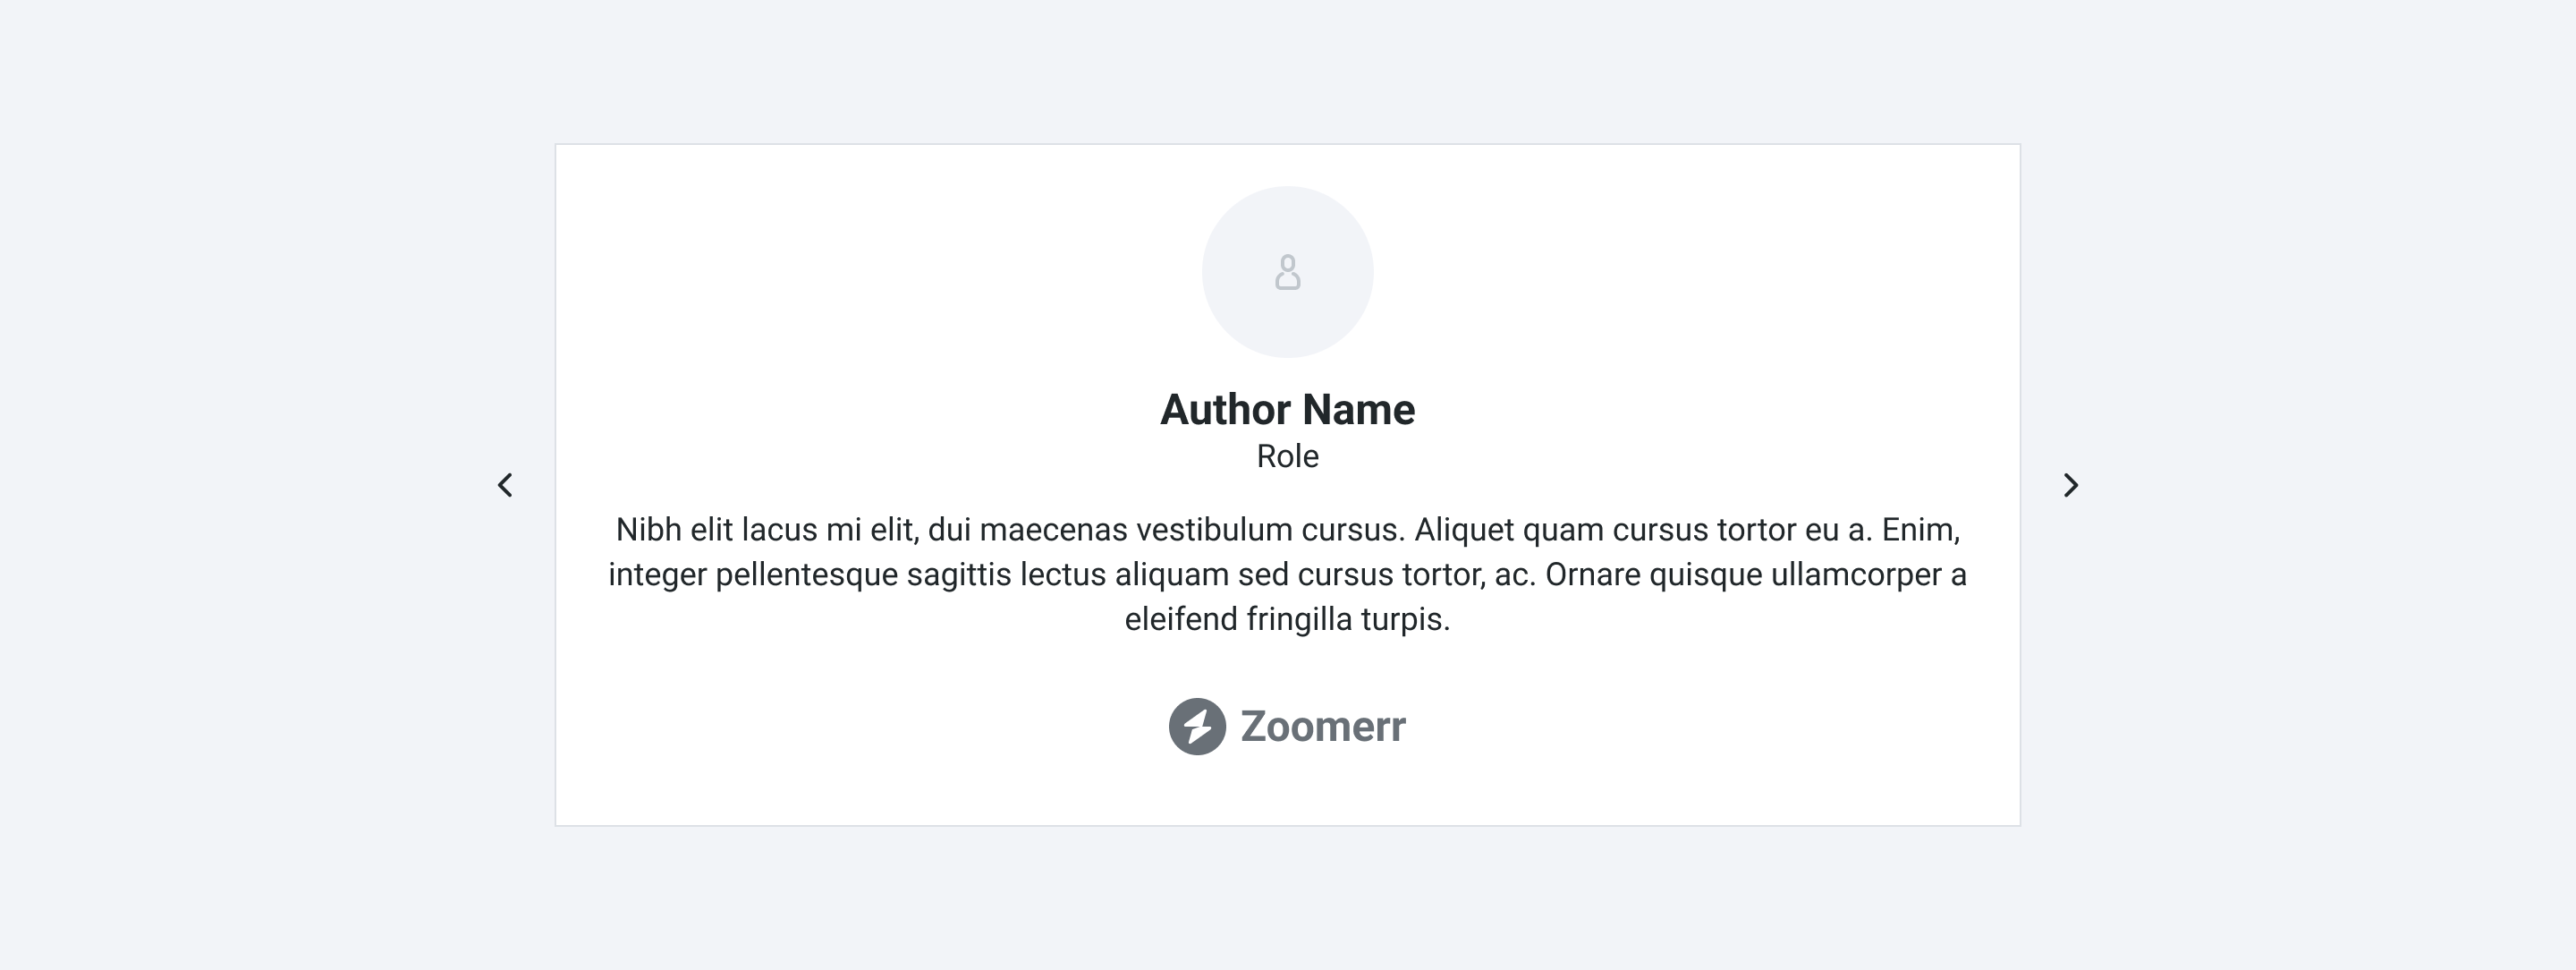 Author Name
Role
Nibh elit lacus mi elit, dui maecenas vestibulum cursus. Aliquet quam cursus tortor eu a. Enim,
integer pellentesque sagittis lectus aliquam sed cursus tortor, ac. Ornare quisque ullamcorper a
eleifend fringilla turpis.
Zoomerr